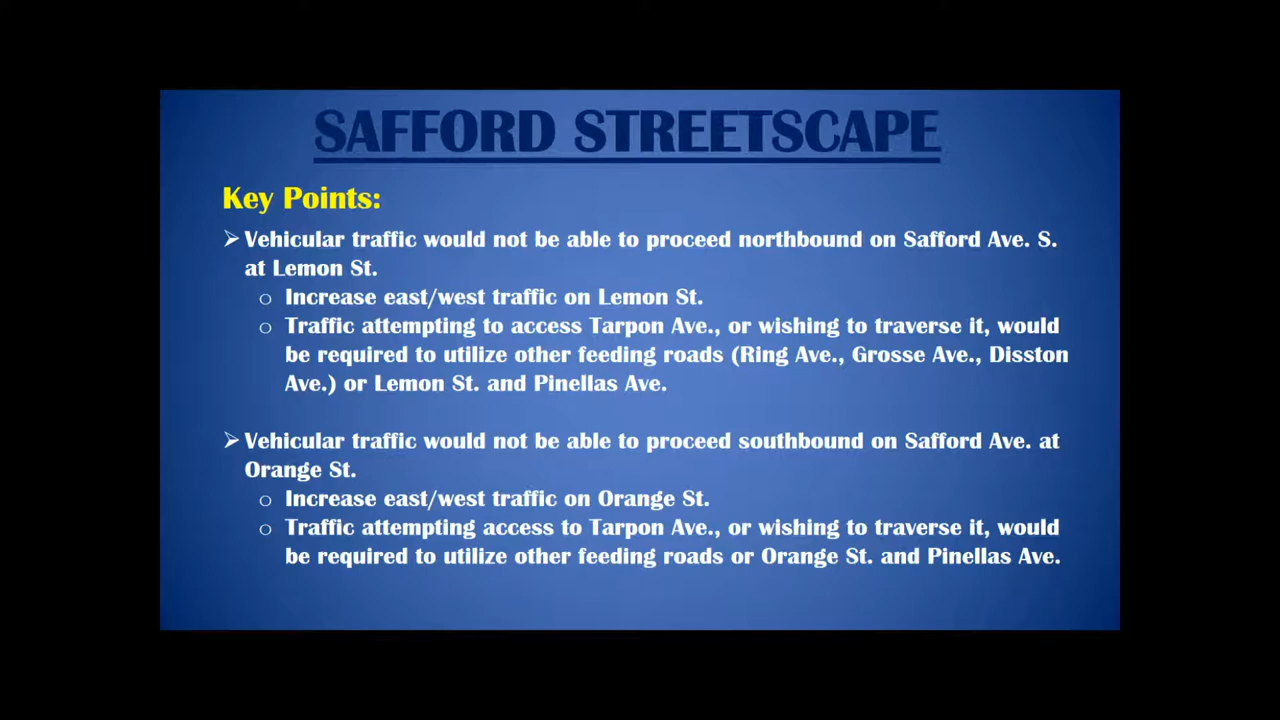 SAFFORD STREETSCAPE
Key Points:
➢ Vehicular traffic would not be able to proceed northbound on Safford Ave. S.
at Lemon St.
o Increase east/west traffic on Lemon St.
o Traffic attempting to access Tarpon Ave., or wishing to traverse it, would
be required to utilize other feeding roads (Ring Ave., Grosse Ave., Disston
Ave.) or Lemon St. and Pinellas Ave.
➢ Vehicular traffic would not be able to proceed southbound on Safford Ave. at
Orange St.
o Increase east/west traffic on Orange St.
o Traffic attempting access to Tarpon Ave., or wishing to traverse it, would
be required to utilize other feeding roads or Orange St. and Pinellas Ave.